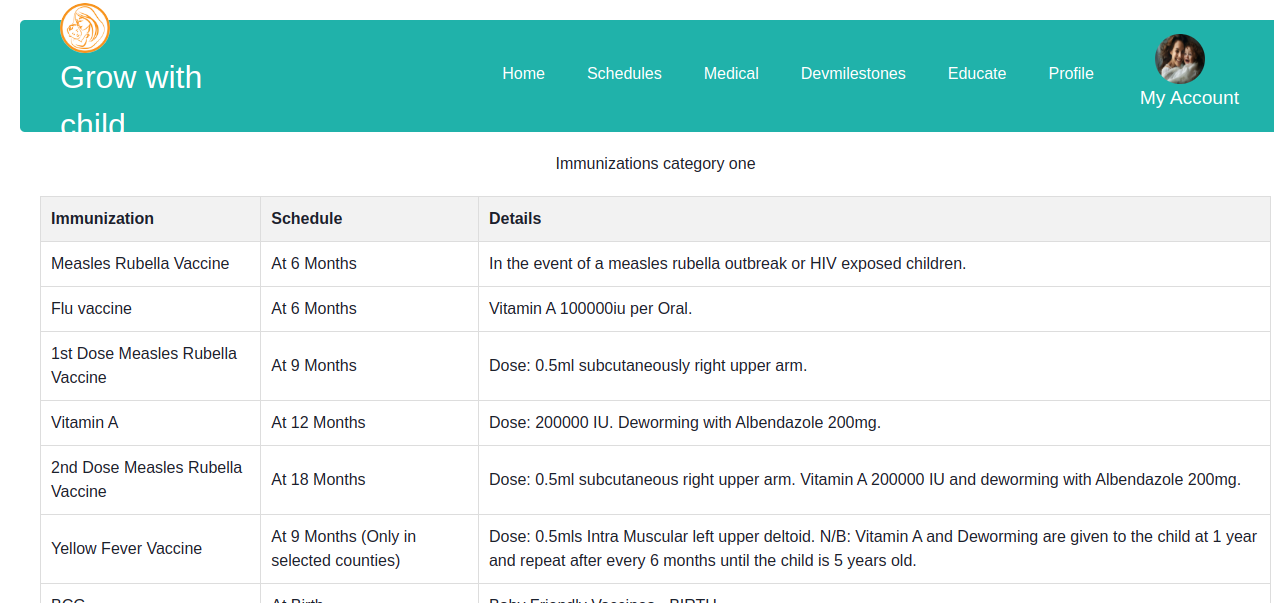 Grow with
child
Home Schedules Medical Devmilestones Educate Profile
My Account
Immunizations category one
Immunization Schedule Details
Measles Rubella Vaccine At 6 Months In the event of a measles rubella outbreak or HIV exposed children.
Flu vaccine At 6 Months Vitamin A 100000iu per Oral.
1st Dose Measles Rubella
Vaccine
At 9 Months
Dose: 0.5ml subcutaneously right upper arm.
Vitamin A At 12 Months Dose: 200000 IU. Deworming with Albendazole 200mg.
2nd Dose Measles Rubella
Vaccine
At 18 Months
Dose: 0.5ml subcutaneous right upper arm. Vitamin A 200000 IU and deworming with Albendazole 200mg.
Yellow Fever Vaccine
At 9 Months (Only in
selected counties)
Dose: 0.5mls Intra Muscular left upper deltoid. N/B: Vitamin A and Deworming are given to the child at 1 year
and repeat after every 6 months until the child is 5 years old.
BCG At Birth Baby Friendly Vaccines - BIRTH